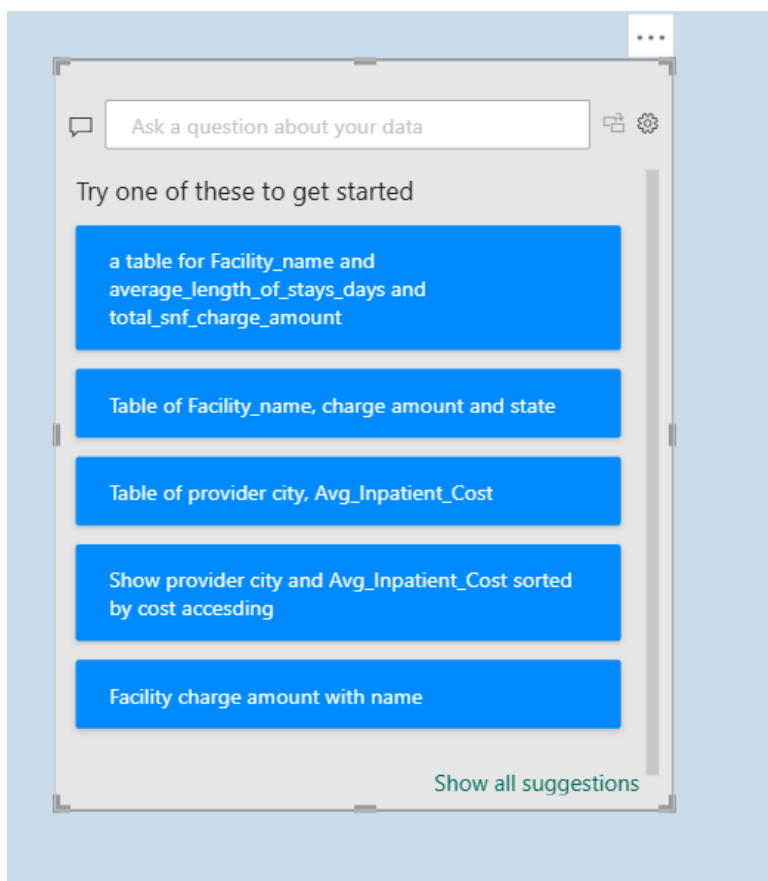 Ask a question about your data
Try one of these to get started
a table for Facility_name and
average_length_of_stays_days and
total_snf_charge_amount
Table of Facility_name, charge amount and state
Table of provider city, Avg_Inpatient_Cost
Show provider city and Avg_Inpatient_Cost sorted
by cost accesding
Facility charge amount with name
Show all suggestions